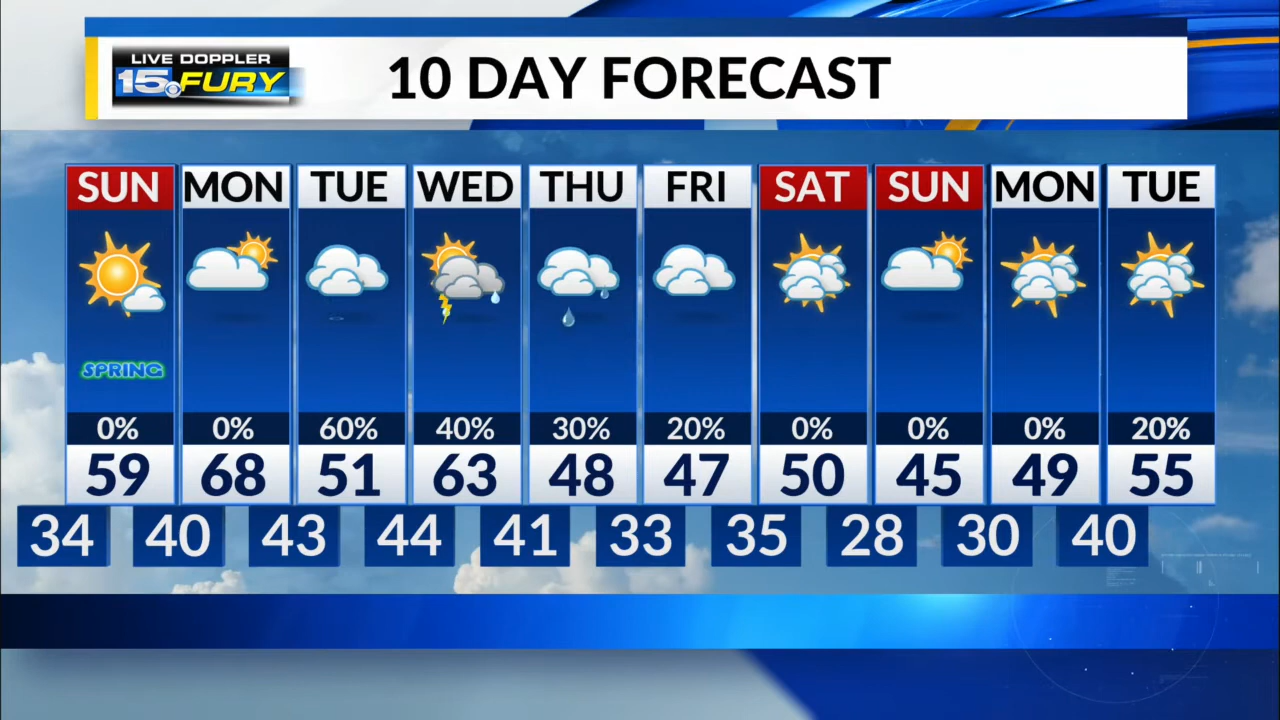 LIVE DOPPLER
15 FURY
10 DAY FORECAST
SUN MON TUE WED THU FRI SAT SUN MON TUE
SPRING
0% 0% 60% 40% 30% 20% 0% 0% 0% 20%
59 68 51 63 48 47 50 45 49 55
34 40 43 44 41 33 35 28 30 40